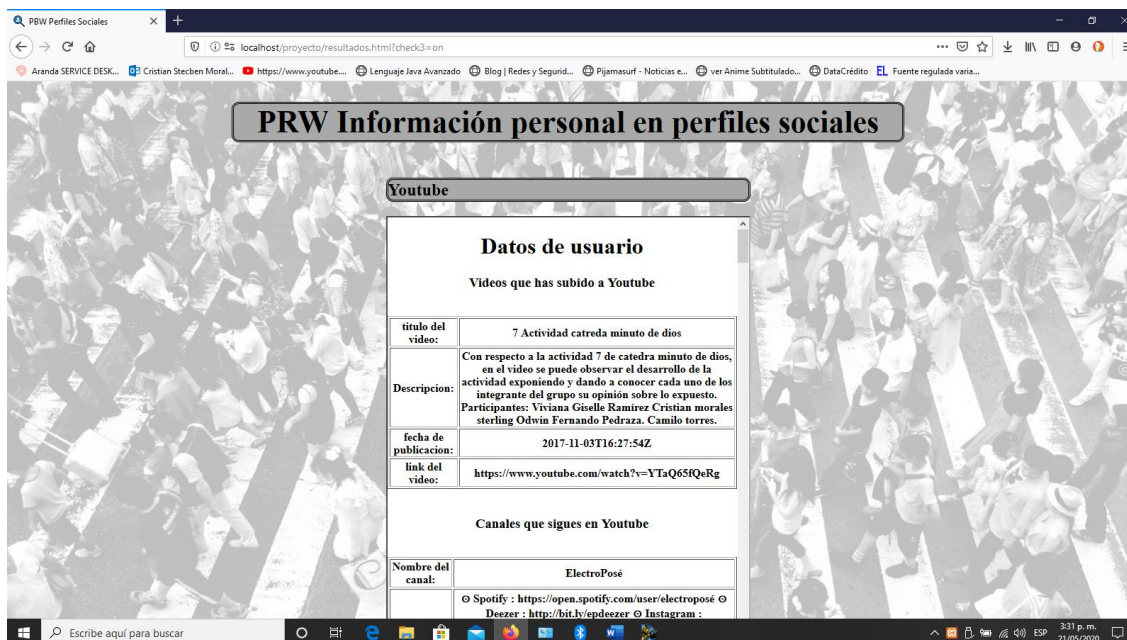 PBW Perfiles Sociales
localhost/proyecto/resultados.html?check3=on
Aranda SERVICE DESK... Cristian Stecben Moral... https://www.youtube.... Lenguaje Java Avanzado Blog | Redes y Segurid... Pijamasurf - Noticias e... ver Anime Subtitulado... DataCrédito EL Fuente regulada varia...
PRW Información personal en perfiles sociales
Youtube
Datos de usuario
Videos que has subido a Youtube
titulo del
video:
7 Actividad catreda minuto de dios
Descripcion:
Con respecto a la actividad 7 de catedra minuto de dios,
en el video se puede observar el desarrollo de la
actividad exponiendo y dando a conocer cada uno de los
integrante del grupo su opinión sobre lo expuesto.
Participantes: Viviana Giselle Ramirez Cristian morales
sterling Odwin Fernando Pedraza. Camilo torres.
fecha de
publicacion:
2017-11-03T16:27:54Z
link del
video:
https://www.youtube.com/watch?v=YTaQ65fQeRg
Canales que sigues en Youtube
Nombre del
canal:
ElectroPosé
⊙ Spotify : https://open.spotify.com/user/electroposé ⊙
Deezer : http://bit.ly/epdeezer ⊙ Instagram :
Escribe aquí para buscar
ESP
3:31 p. m.
21/05/2020